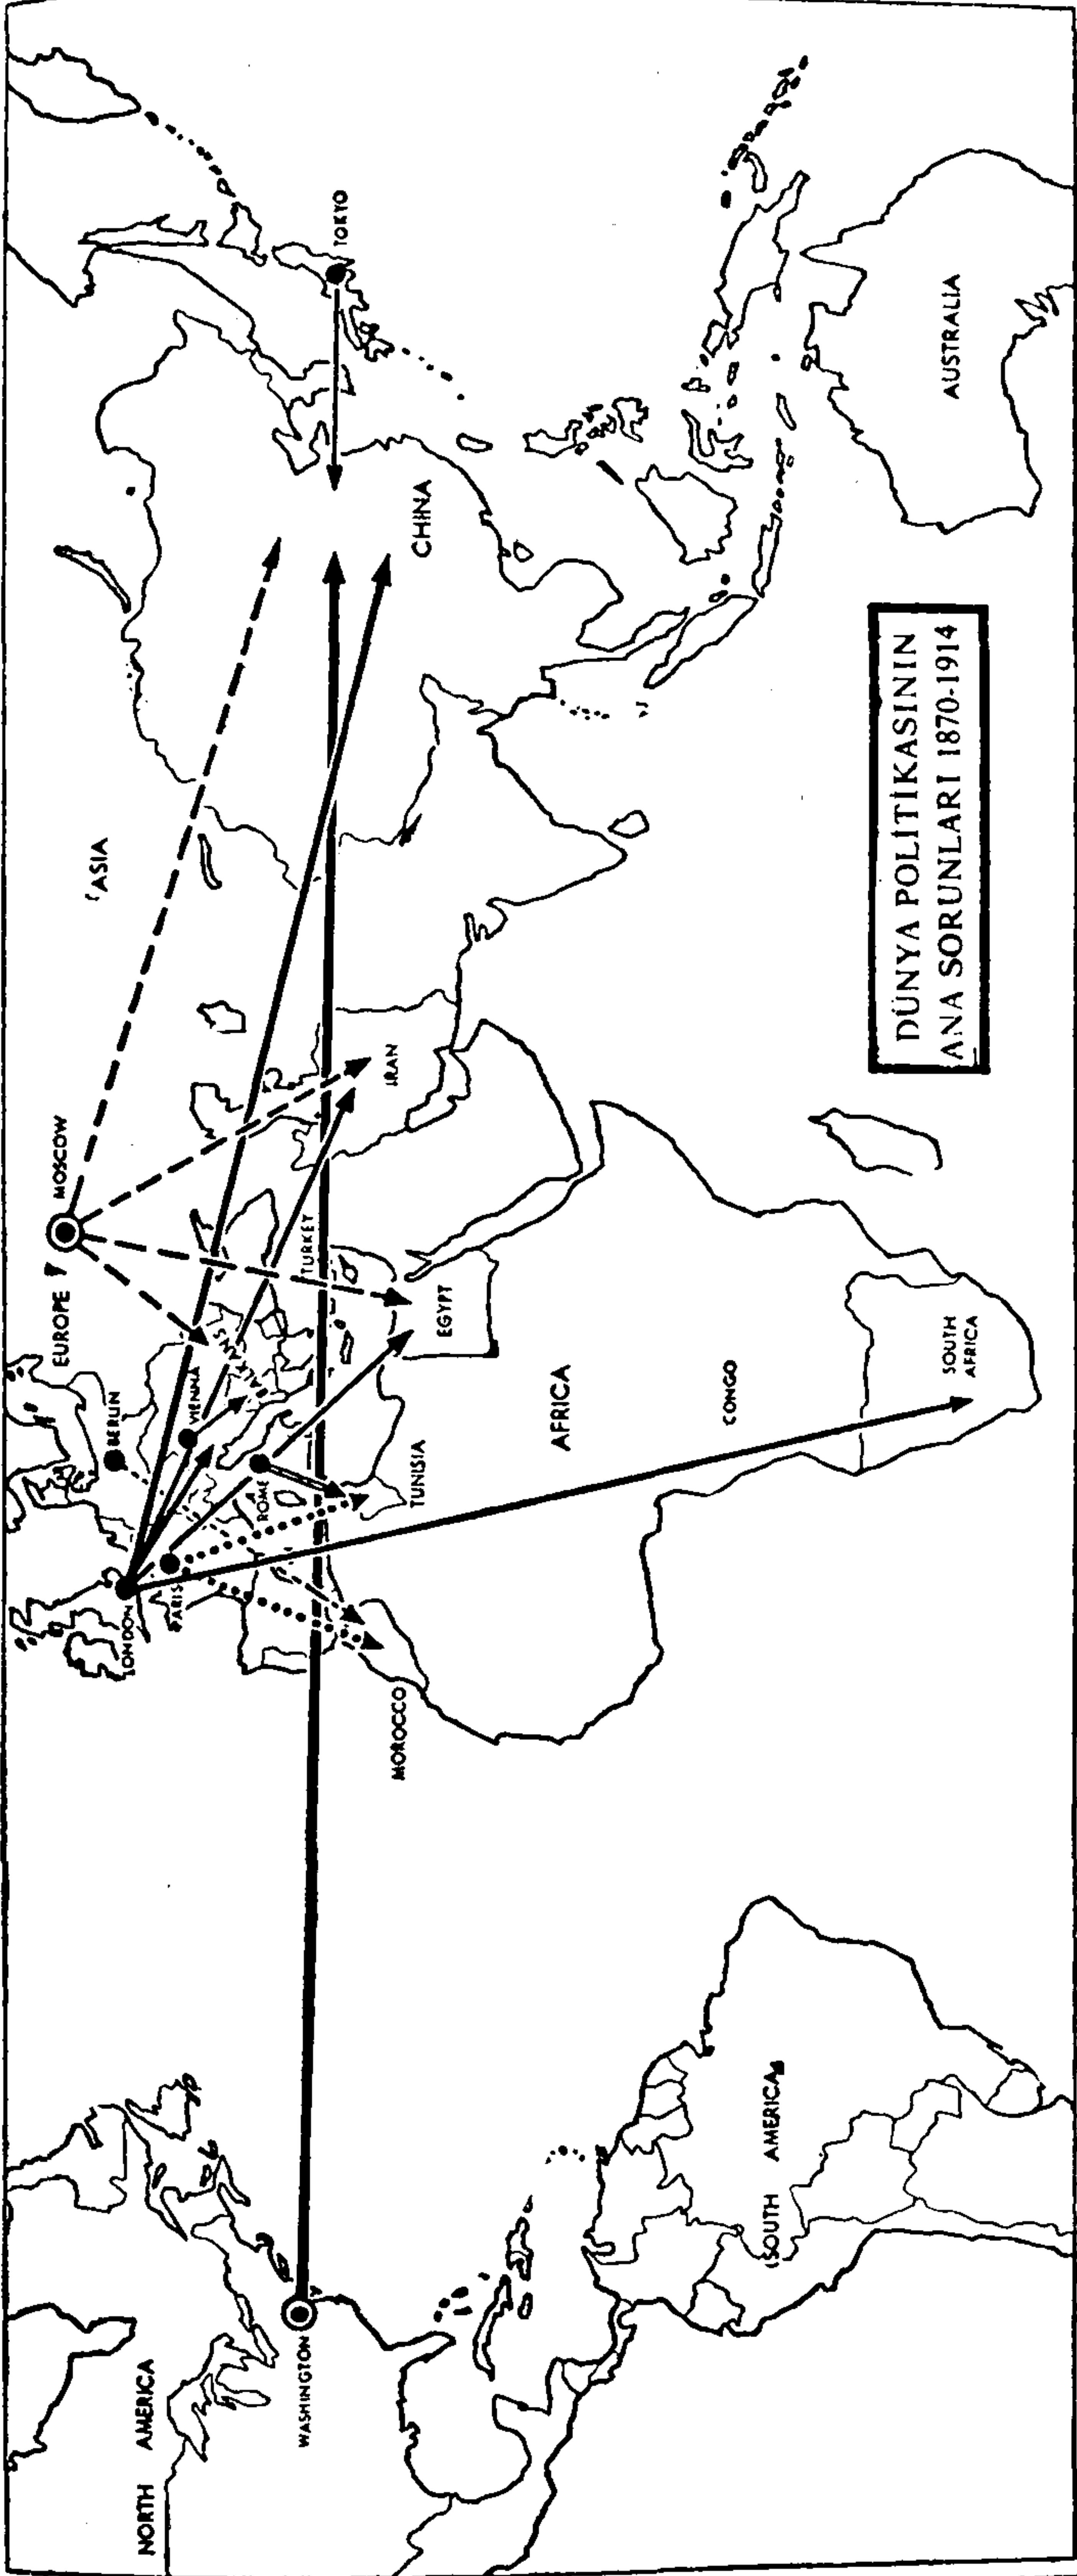 NORTH AMERICA
WASHINGTON
SOUTH AMERICA
EUROPE
MOSCOW
LONDON
BERLIN
PARIS
VIENNA
ROME
TURKEY
MOROCCO
TUNISIA
EGYPT
IRAN
AFRICA
CONGO
SOUTH
AFRICA
ASIA
CHINA
TOKYO
AUSTRALIA
DÜNYA POLİTİKASININ
ANA SORUNLARI 1870-1914